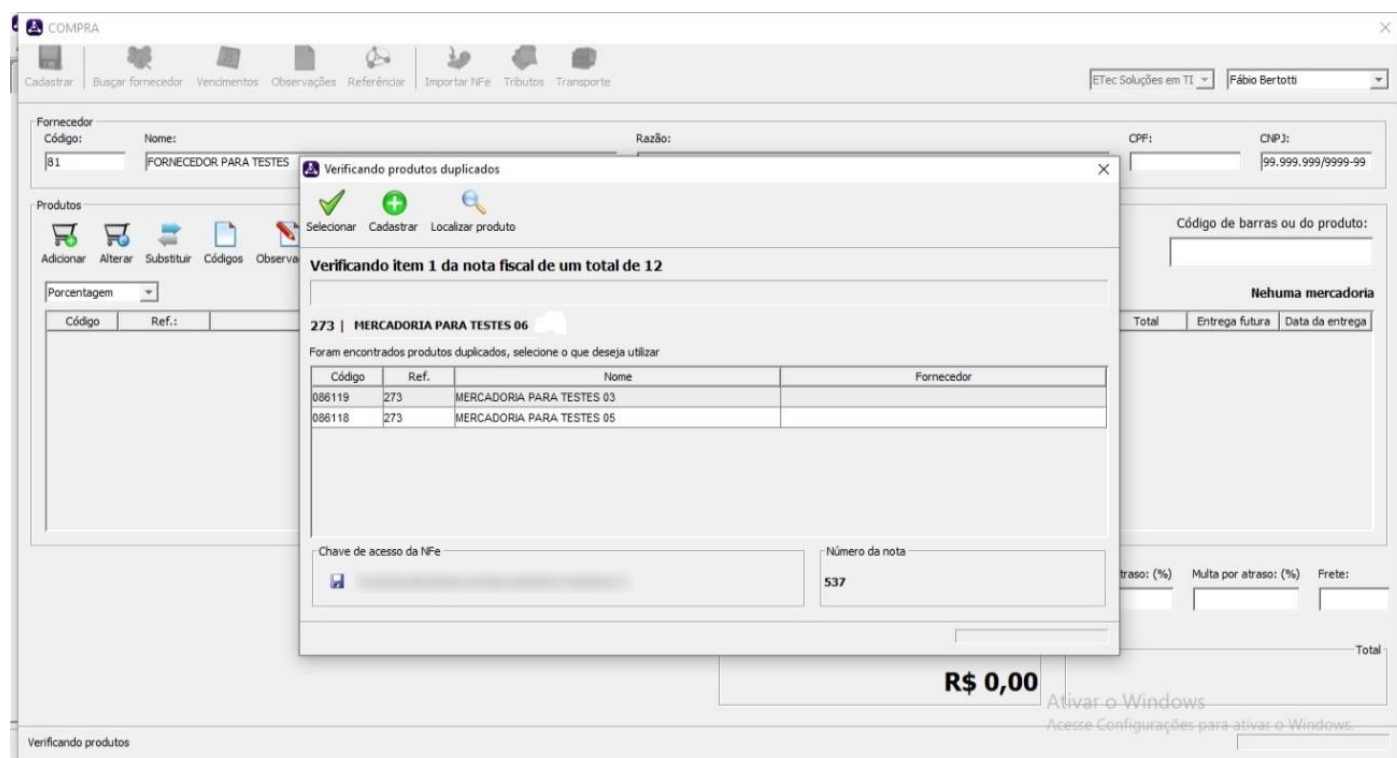 COMPRA
Cadastrar Busçar fornecedor Vencimentos Observações Referênciar Importar NFe Tributos Transporte
ETec Soluções em TI Fábio Bertotti
Fornecedor
Código: Nome: Razão: CPF: CNPJ:
81 FORNECEDOR PARA TESTES 99.999.999/9999-99
Verificando produtos duplicados
Selecionar Cadastrar Localizar produto
Produtos
Adicionar Alterar Substituir Códigos Observa
Código de barras ou do produto:
Verificando item 1 da nota fiscal de um total de 12
Porcentagem
Nehuma mercadoria
Código Ref.: Total Entrega futura Data da entrega
273 | MERCADORIA PARA TESTES 06
Foram encontrados produtos duplicados, selecione o que deseja utilizar
Código Ref. Nome Fornecedor
086119 273 MERCADORIA PARA TESTES 03
086118 273 MERCADORIA PARA TESTES 05
Chave de acesso da NFe Número da nota
537
traso: (%) Multa por atraso: (%) Frete:
Total
R$ 0,00
Ativar o Windows
Acesse Configurações para ativar o Windows.
Verificando produtos